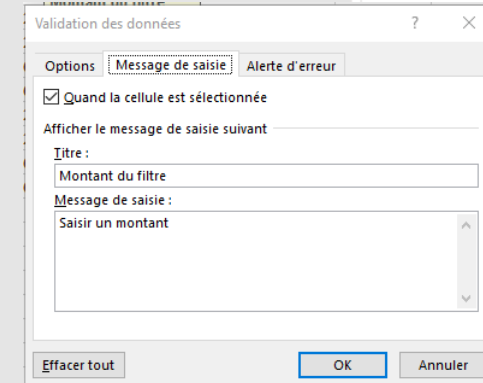 Validation des données ?
Options Message de saisie Alerte d'erreur
Quand la cellule est sélectionnée
Afficher le message de saisie suivant
Titre :
Montant du filtre
Message de saisie :
Saisir un montant
Effacer tout OK Annuler